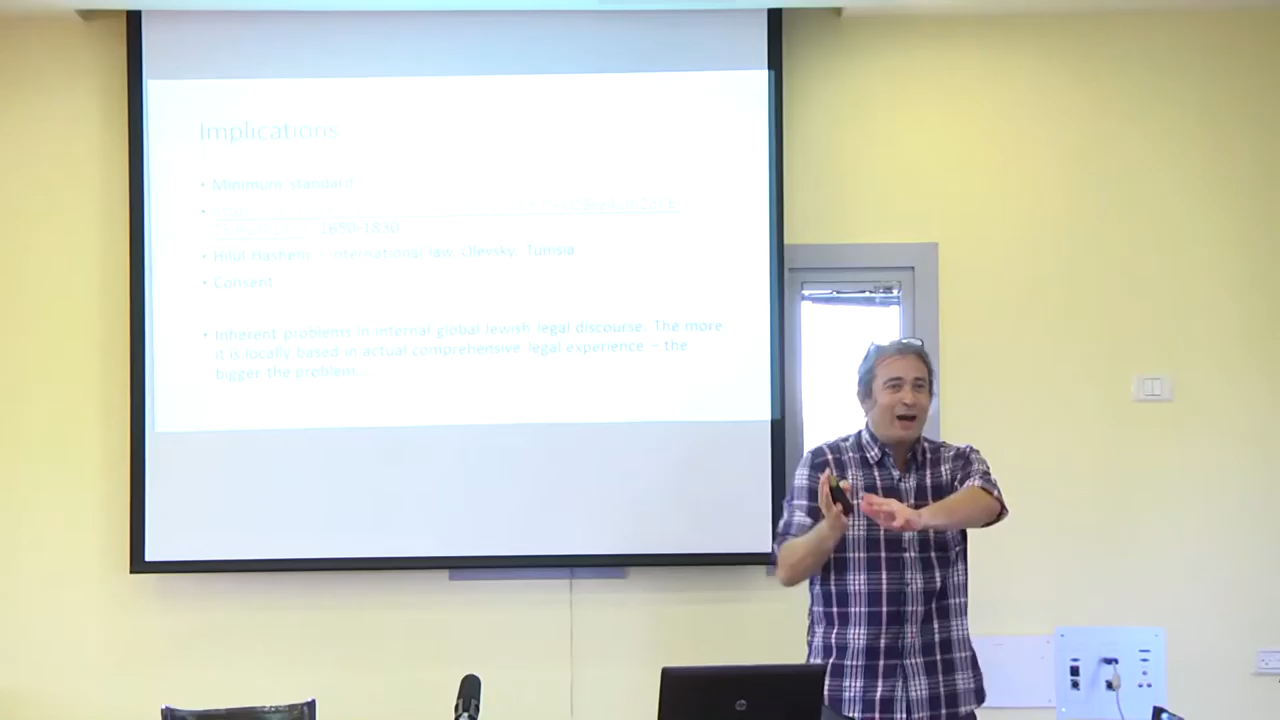 Implications
• Minimum standard
• 1650-1830
• Hilul Hashem - international law, Olevsky, Tunisia
• Consent
• Inherent problems in internal global Jewish legal discourse. The more
it is locally based in actual comprehensive legal experience – the
bigger the problem...
hp